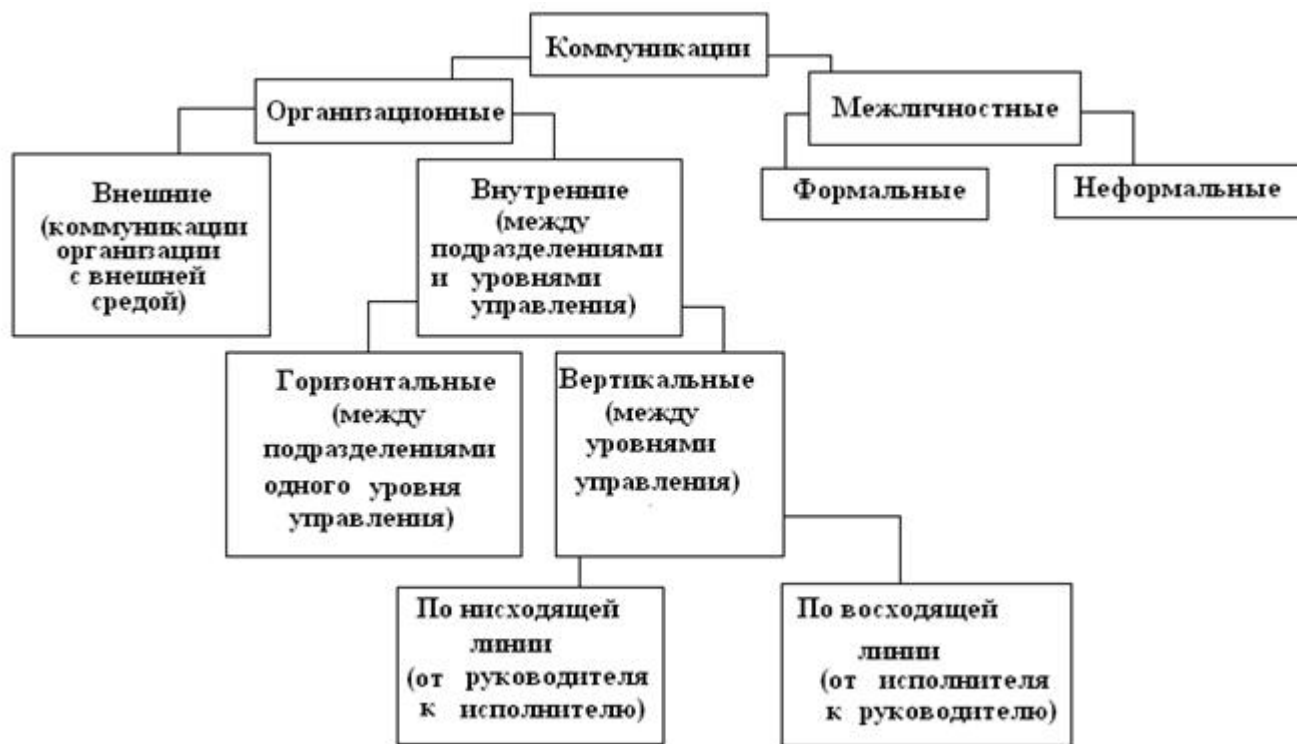 Коммуникации
Организационные
Межличностные
Внешние
(коммуникации
организации
с внешней
средой)
Внутренние
(между
подразделениями
и уровнями
управления)
Формальные
Неформальные
Горизонтальные
(между
подразделениями
одного уровня
управления)
Вертикальные
(между
уровнями
управления)
По нисходящей
линии
(от руководителя
к исполнителю)
По восходящей
линии
(от исполнителя
к руководителю)